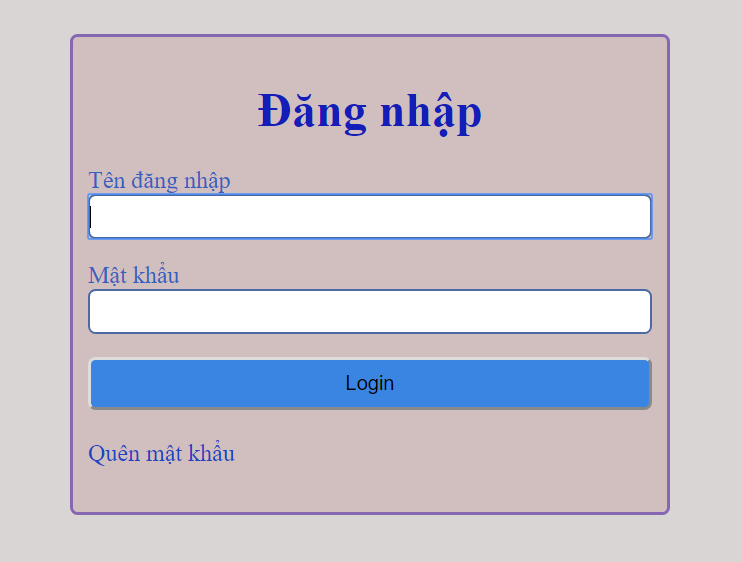 Đăng nhập
Tên đăng nhập
Mật khẩu
Login
Quên mật khẩu